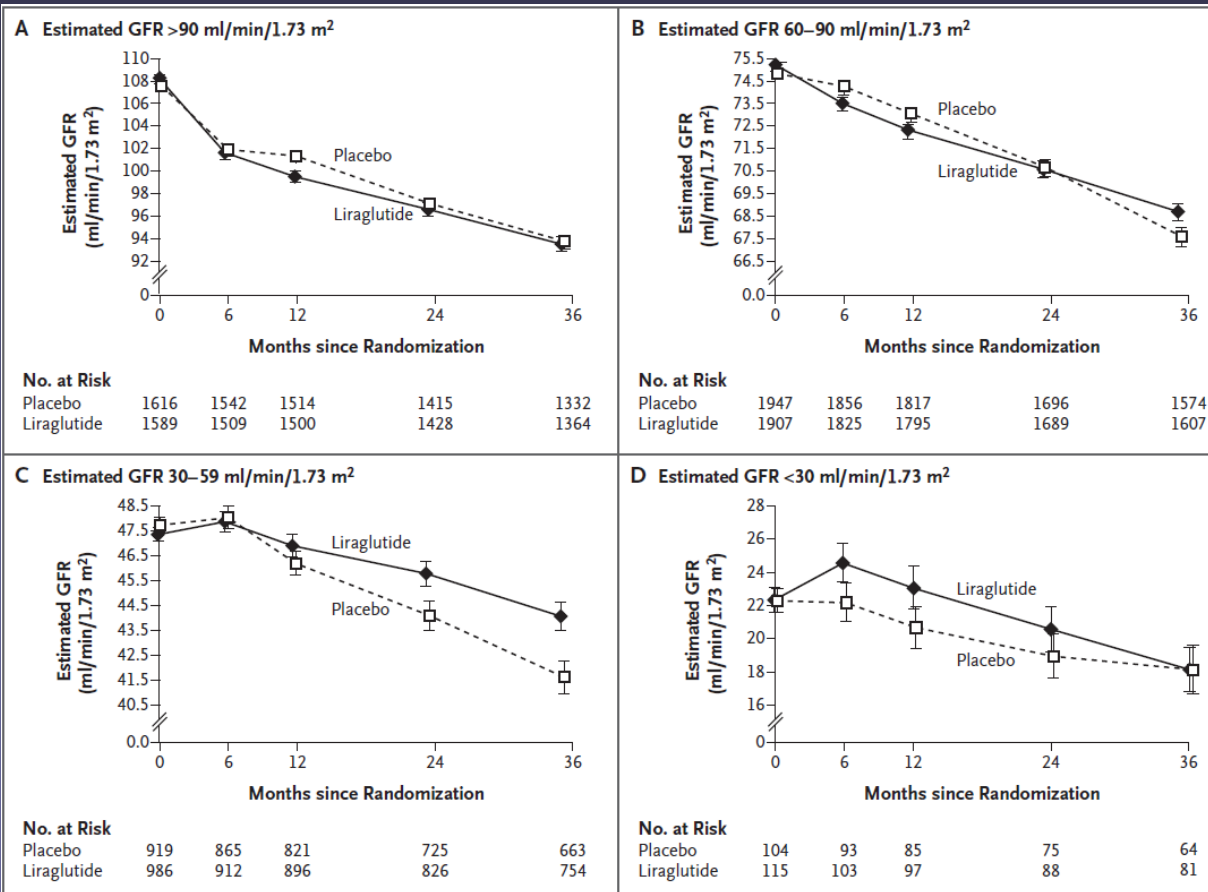 A Estimated GFR >90 ml/min/1.73 m²
Estimated GFR
(ml/min/1.73 m²)
110
108
106
104
102
100
98
96
94
92
0
Placebo
Liraglutide
0 6 12 24 36
Months since Randomization
No. at Risk
Placebo 1616 1542 1514 1415 1332
Liraglutide 1589 1509 1500 1428 1364
B Estimated GFR 60–90 ml/min/1.73 m²
Estimated GFR
(ml/min/1.73 m²)
75.5
74.5
73.5
72.5
71.5
70.5
69.5
68.5
67.5
66.5
0.0
Placebo
Liraglutide
0 6 12 24 36
Months since Randomization
No. at Risk
Placebo 1947 1856 1817 1696 1574
Liraglutide 1907 1825 1795 1689 1607
C Estimated GFR 30–59 ml/min/1.73 m²
Estimated GFR
(ml/min/1.73 m²)
48.5
47.5
46.5
45.5
44.5
43.5
42.5
41.5
40.5
0.0
Liraglutide
Placebo
0 6 12 24 36
Months since Randomization
No. at Risk
Placebo 919 865 821 725 663
Liraglutide 986 912 896 826 754
D Estimated GFR <30 ml/min/1.73 m²
Estimated GFR
(ml/min/1.73 m²)
28
26
24
22
20
18
16
0
Liraglutide
Placebo
0 6 12 24 36
Months since Randomization
No. at Risk
Placebo 104 93 85 75 64
Liraglutide 115 103 97 88 81